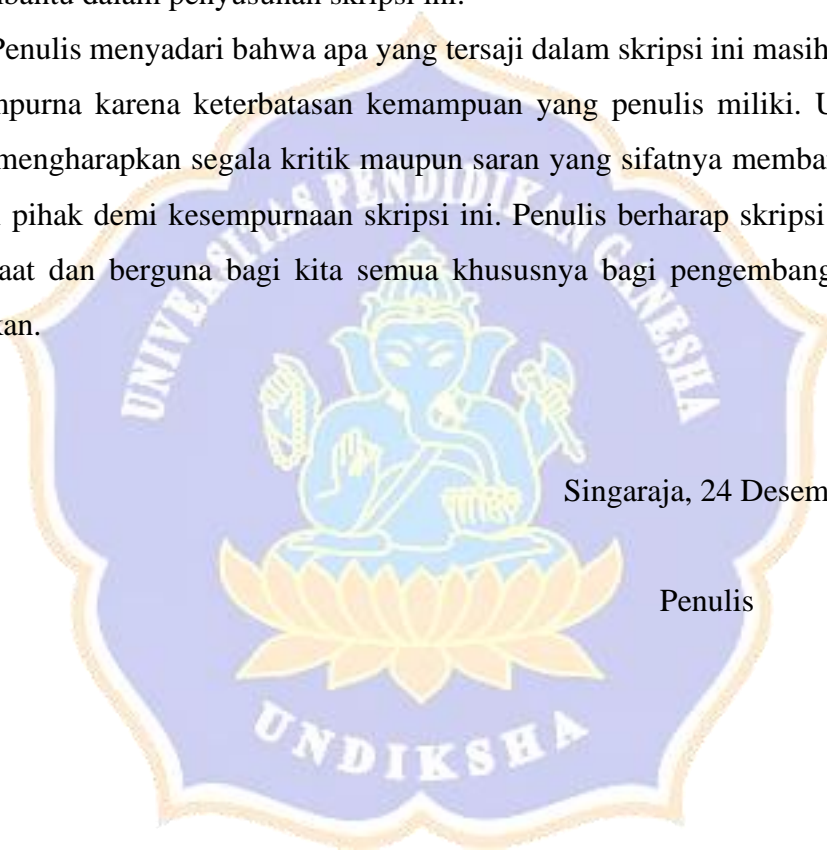 bantu dalam penyusunan skripsi ini.
Penulis menyadari bahwa apa yang tersaji dalam skripsi ini masih
mpurna karena keterbatasan kemampuan yang penulis miliki. U
mengharapkan segala kritik maupun saran yang sifatnya memba
pihak demi kesempurnaan skripsi ini. Penulis berharap skripsi
aat dan berguna bagi kita semua khususnya bagi pengembang
kan.
UNIVERSITAS PENDIDIKAN GANESHA
Singaraja, 24 Desem
Penulis
UNDIKSHA